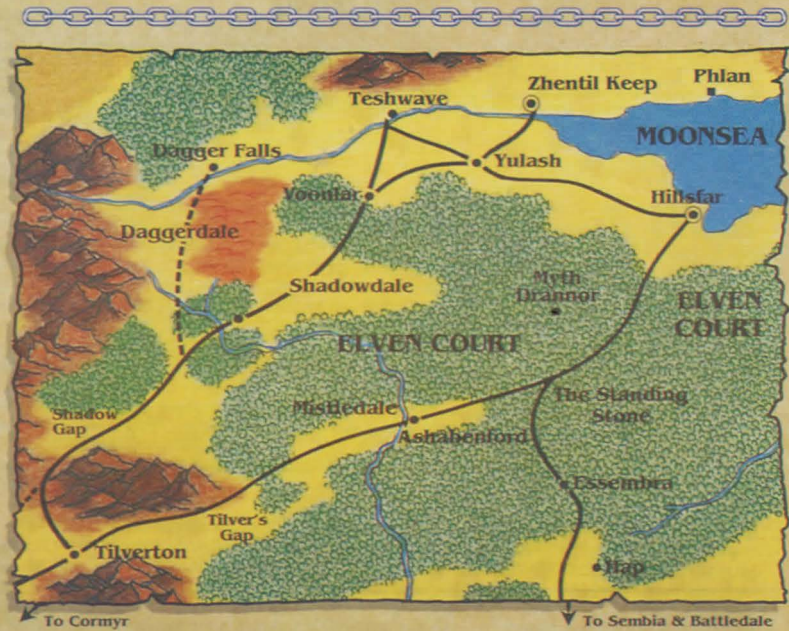 Zhentil Keep
Phlan
Teshwave
MOONSEA
Dagger Falls
Yulash
Voonlar
Hillsfar
Daggerdale
Shadowdale
Myth
Drannor
ELVEN
COURT
ELVEN COURT
The Standing
Stone
Mistledale
Ashabenford
Shadow
Gap
Essembra
Tilver's
Gap
Tilverton
Hap
To Cormyr
To Sembia & Battledale